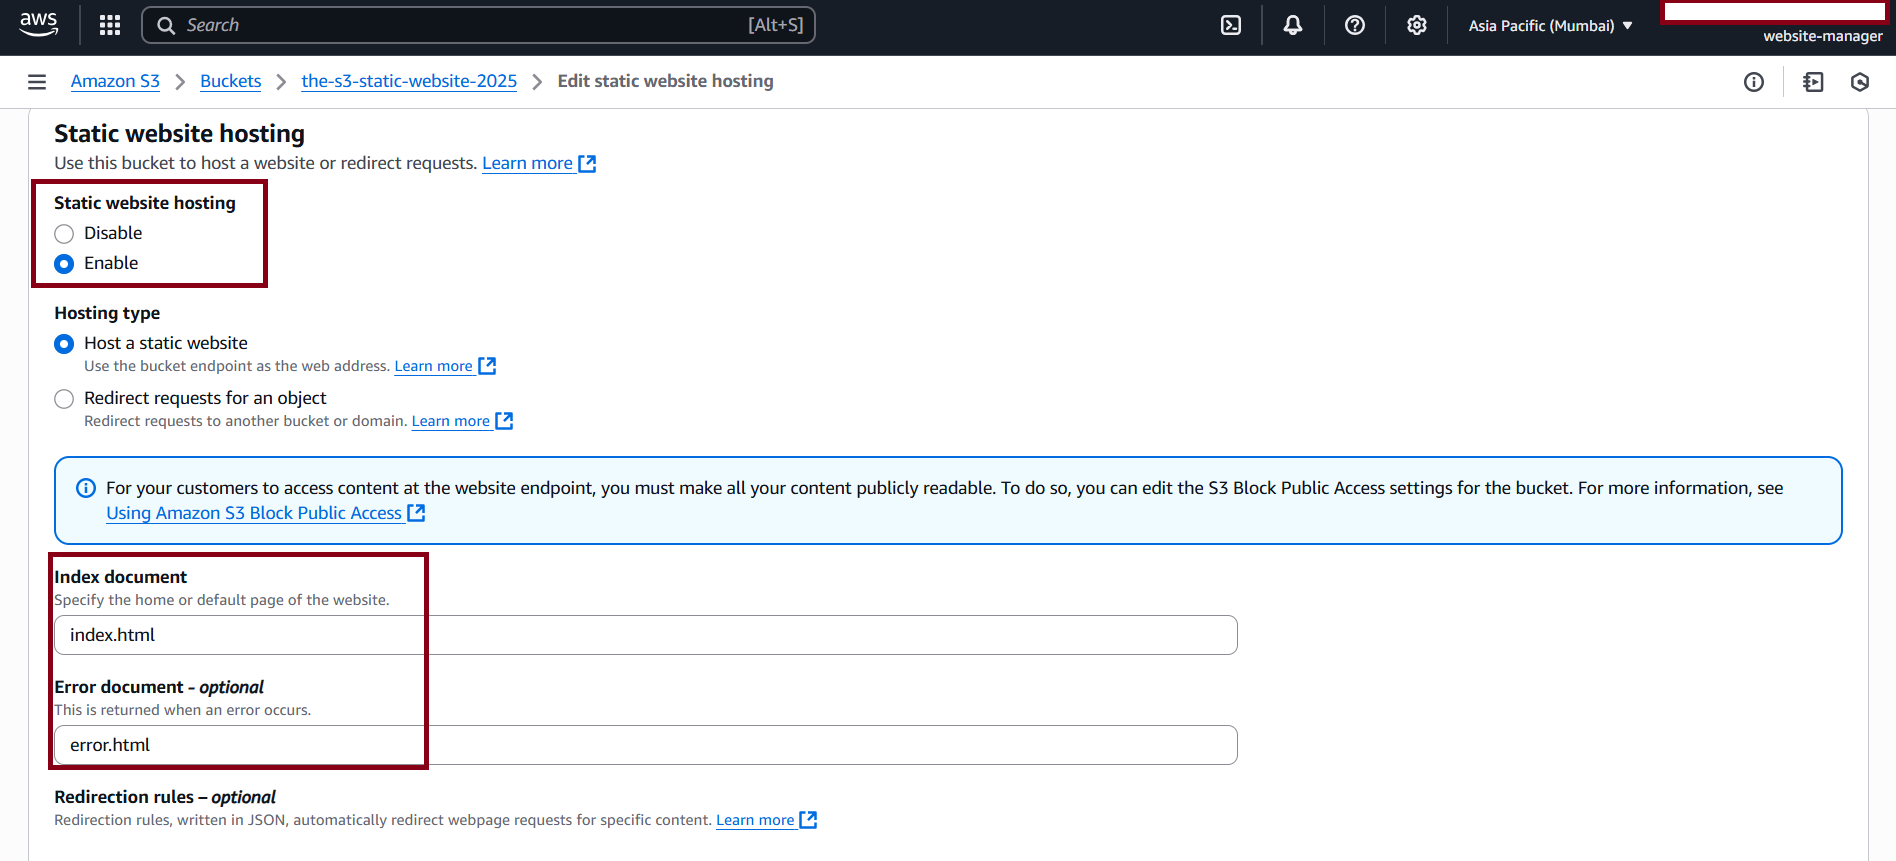 aws
Search [Alt+S]
Asia Pacific (Mumbai)
website-manager
Amazon S3
Buckets
the-s3-static-website-2025
Edit static website hosting
Static website hosting
Use this bucket to host a website or redirect requests. Learn more
Static website hosting
Disable
Enable
Hosting type
Host a static website
Use the bucket endpoint as the web address. Learn more
Redirect requests for an object
Redirect requests to another bucket or domain. Learn more
For your customers to access content at the website endpoint, you must make all your content publicly readable. To do so, you can edit the S3 Block Public Access settings for the bucket. For more information, see
Using Amazon S3 Block Public Access
Index document
Specify the home or default page of the website.
index.html
Error document - optional
This is returned when an error occurs.
error.html
Redirection rules – optional
Redirection rules, written in JSON, automatically redirect webpage requests for specific content. Learn more